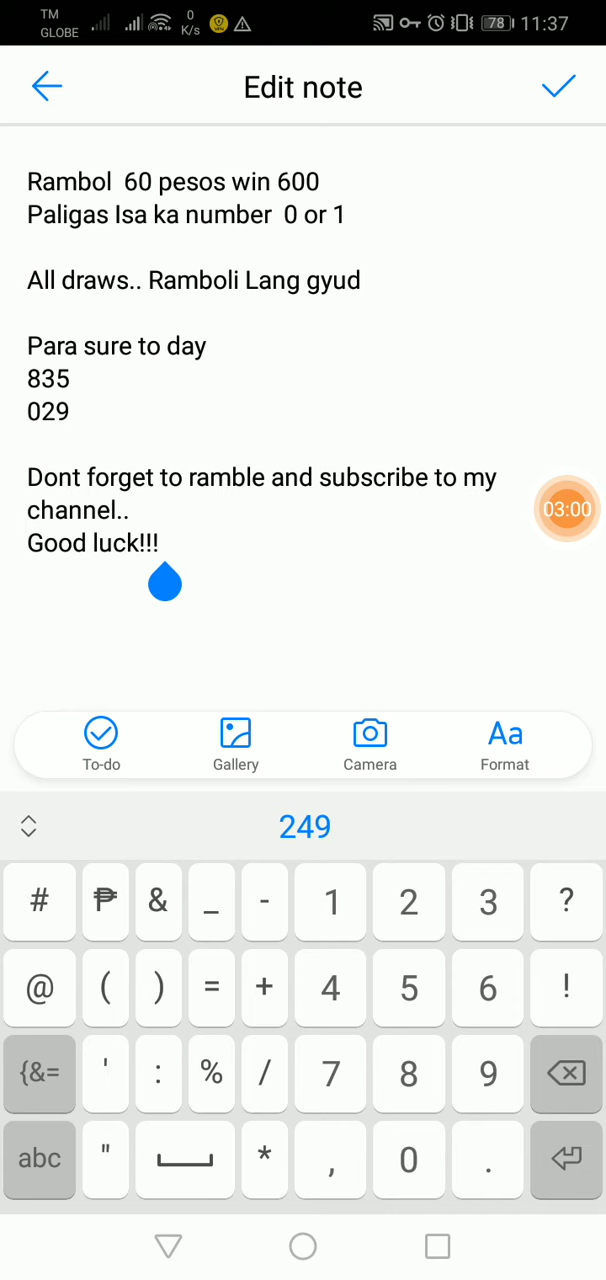 TM
GLOBE
0
K/s
78
11:37
Edit note
Rambol 60 pesos win 600
Paligas Isa ka number 0 or 1
All draws.. Ramboli Lang gyud
Para sure to day
835
029
Dont forget to ramble and subscribe to my
channel..
03:00
Good luck!!!
To-do
Gallery
Camera
Aa
Format
249
# ₱ & _ - 1 2 3 ?
@ ( ) = + 4 5 6 !
{&= ' : % / 7 8 9
abc " * , 0 .